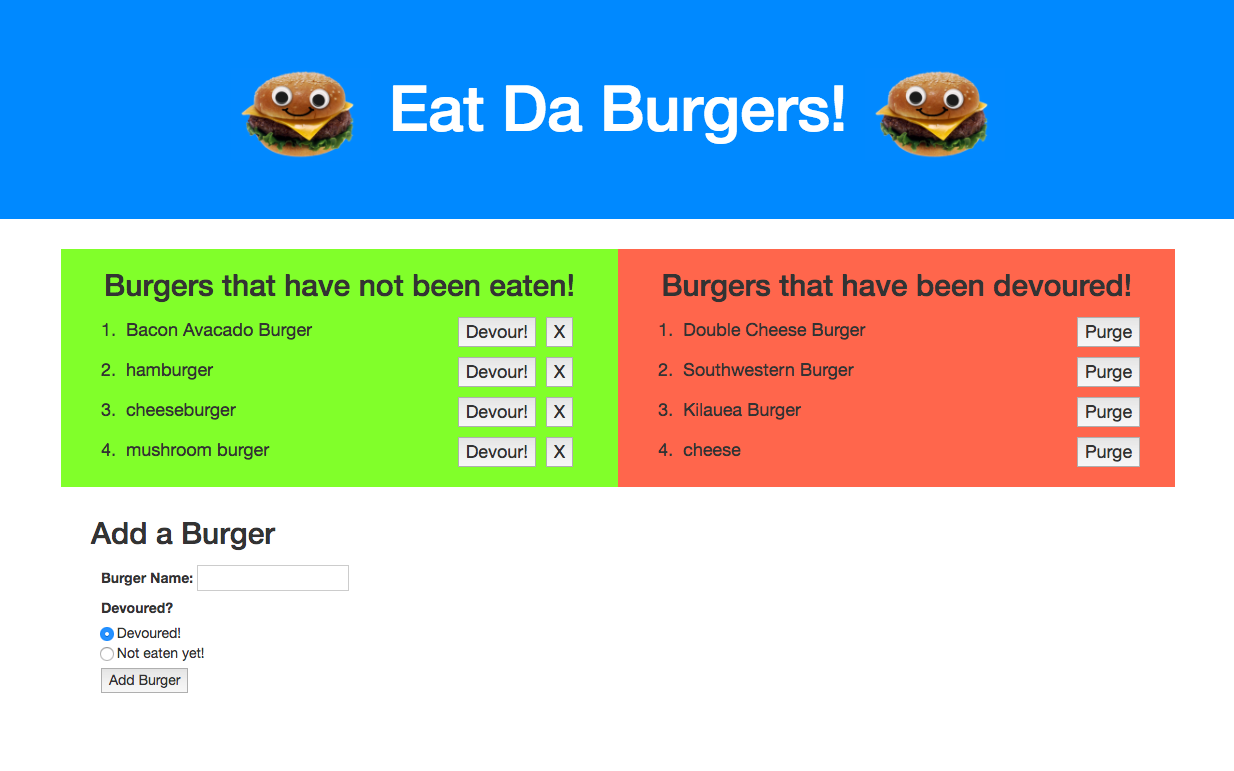 Eat Da Burgers!
Burgers that have not been eaten!
1. Bacon Avacado Burger Devour! X
2. hamburger Devour! X
3. cheeseburger Devour! X
4. mushroom burger Devour! X
Burgers that have been devoured!
1. Double Cheese Burger Purge
2. Southwestern Burger Purge
3. Kilauea Burger Purge
4. cheese Purge
Add a Burger
Burger Name:
Devoured?
Devoured!
Not eaten yet!
Add Burger